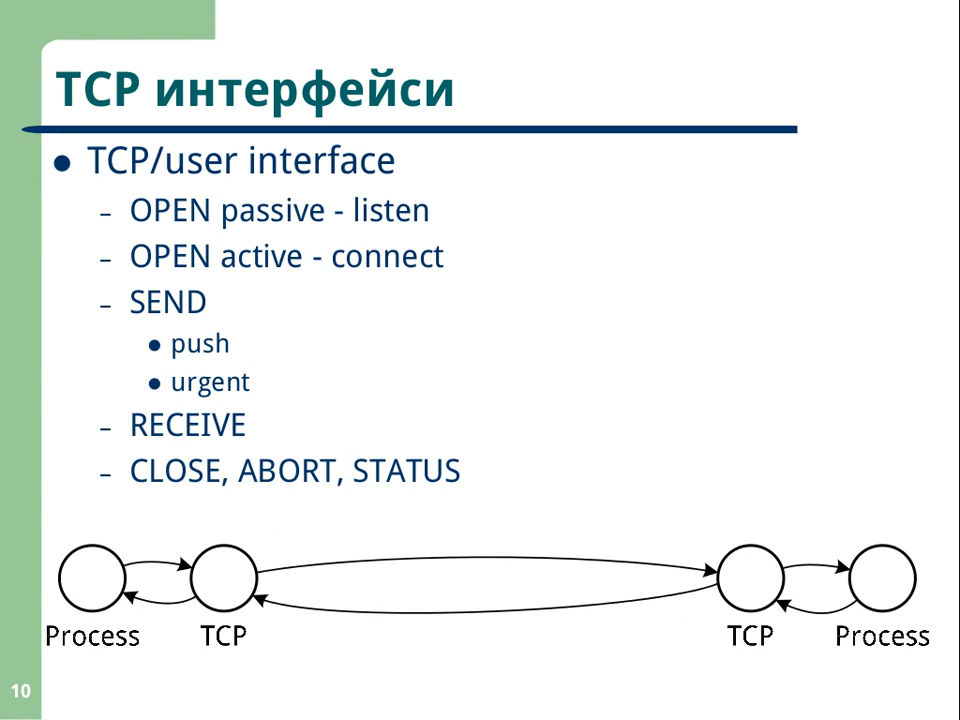 TCP интерфейси
TCP/user interface
– OPEN passive - listen
– OPEN active - connect
– SEND
push
urgent
– RECEIVE
– CLOSE, ABORT, STATUS
Process TCP TCP Process
10